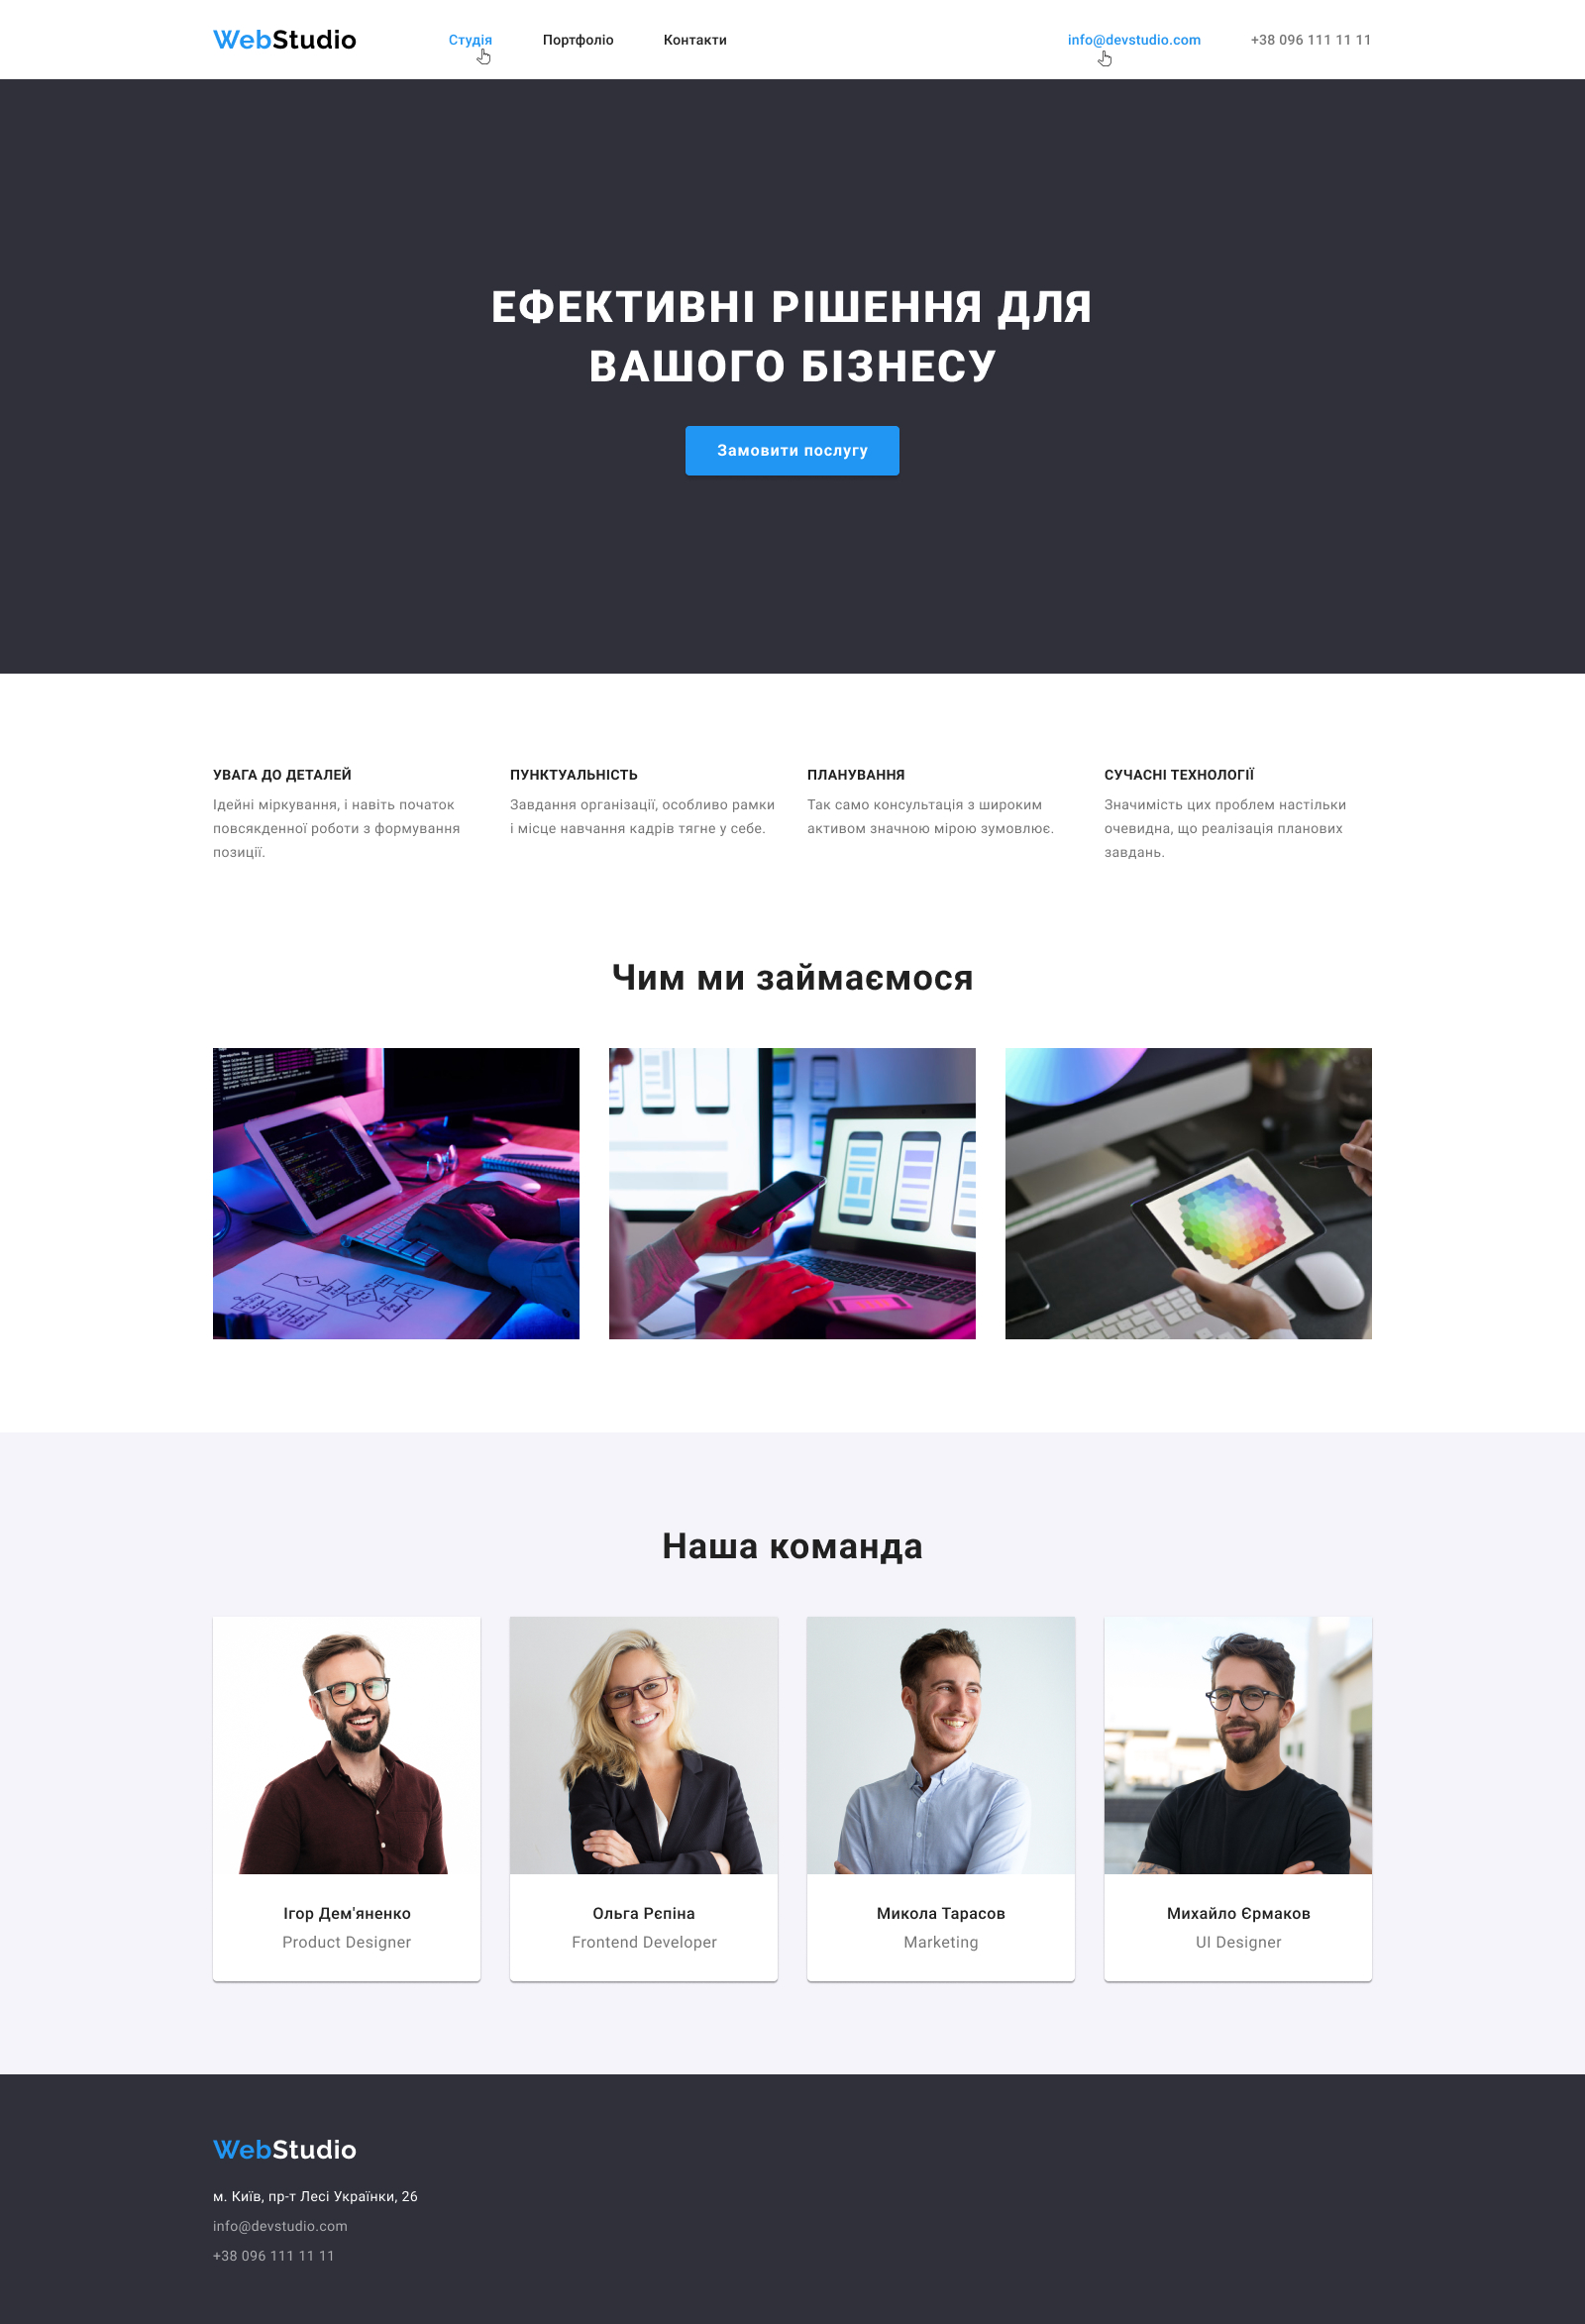 WebStudio Студія Портфоліо Контакти info@devstudio.com +38 096 111 11 11
ЕФЕКТИВНІ РІШЕННЯ ДЛЯ
ВАШОГО БІЗНЕСУ
Замовити послугу
УВАГА ДО ДЕТАЛЕЙ
Ідейні міркування, і навіть початок
повсякденної роботи з формування
позиції.
ПУНКТУАЛЬНІСТЬ
Завдання організації, особливо рамки
і місце навчання кадрів тягне у себе.
ПЛАНУВАННЯ
Так само консультація з широким
активом значною мірою зумовлює.
СУЧАСНІ ТЕХНОЛОГІЇ
Значимість цих проблем настільки
очевидна, що реалізація планових
завдань.
Чим ми займаємося
Наша команда
Ігор Дем'яненко
Product Designer
Ольга Рєпіна
Frontend Developer
Микола Тарасов
Marketing
Михайло Єрмаков
UI Designer
WebStudio
м. Київ, пр-т Лесі Українки, 26
info@devstudio.com
+38 096 111 11 11